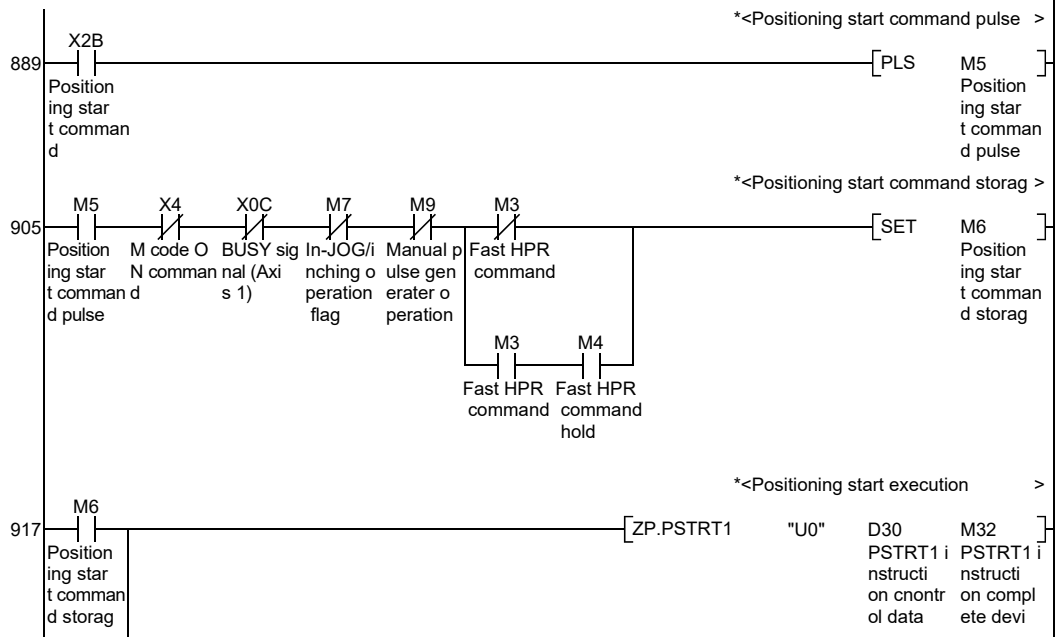 *<Positioning start command pulse >
X2B
889
[PLS M5 ]
Position
ing star
t comman
d
Position
ing star
t comman
d pulse
*<Positioning start command storag >
M5 X4 X0C M7 M9 M3
905
[SET M6 ]
Position
ing star
t comman
d pulse
M code O
N comman
d
BUSY sig
nal (Axi
s 1)
In-JOG/i
nching o
peration
flag
Manual p
ulse gen
erater o
peration
Fast HPR
command
Position
ing star
t comman
d storag
M3 M4
Fast HPR
command
Fast HPR
command
hold
*<Positioning start execution >
M6
917
[ZP.PSTRT1 "U0" D30 M32 ]
Position
ing star
t comman
d storag
PSTRT1 i
nstructi
on cnontr
ol data
PSTRT1 i
nstructi
on compl
ete devi